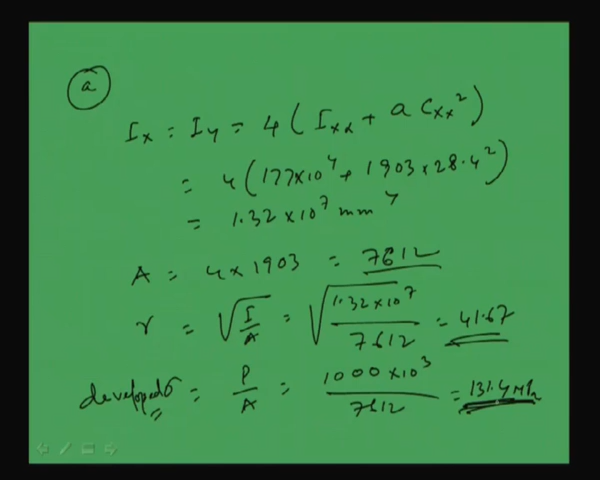 a
Ix = Iy = 4 ( Ixx + a Cxx² )
= 4 ( 177×10⁴ + 1903 × 28.4² )
= 1.32 × 10⁷ mm⁴
A = 4 × 1903 = 7612
r = √(I/A) = √(1.32 × 10⁷ / 7612) = 41.67
developed σ = P/A = 1000 × 10³ / 7612 = 131.4 MPa